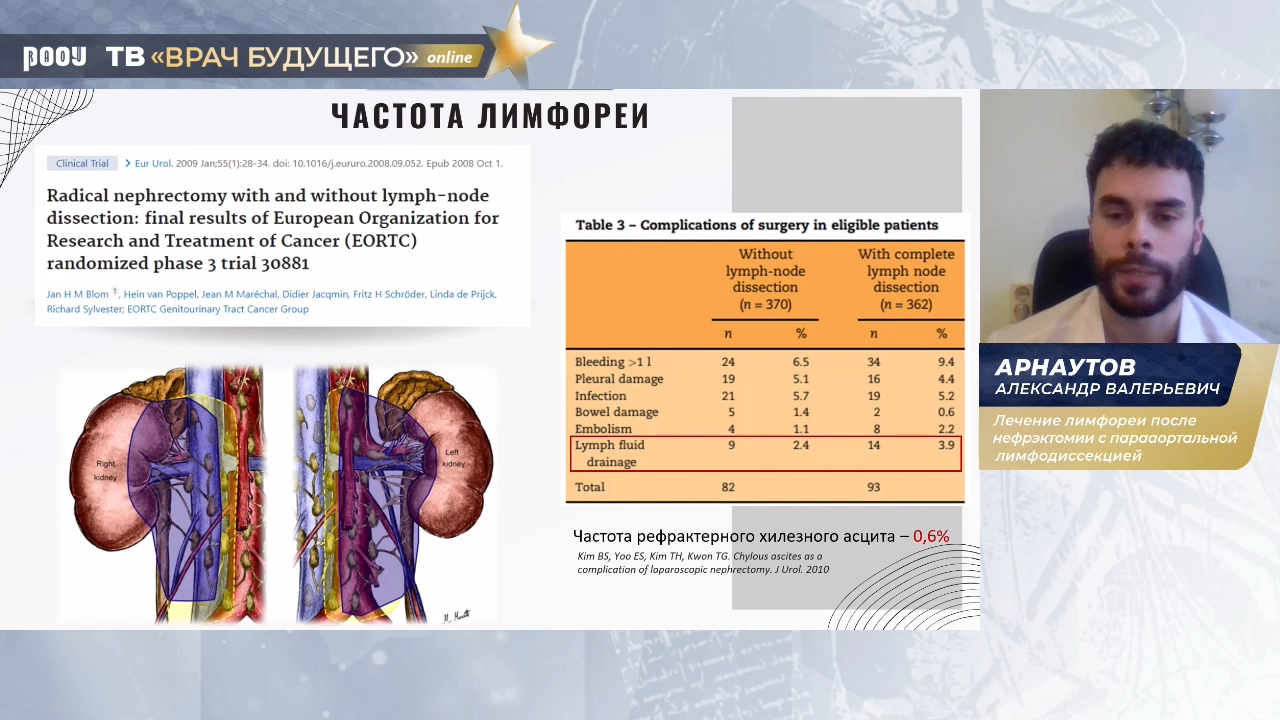 РООУ ТВ «ВРАЧ БУДУЩЕГО» online
ЧАСТОТА ЛИМФОРЕИ
Clinical Trial > Eur Urol. 2009 Jan;55(1):28-34. doi: 10.1016/j.eururo.2008.09.052. Epub 2008 Oct 1.
Radical nephrectomy with and without lymph-node
dissection: final results of European Organization for
Research and Treatment of Cancer (EORTC)
randomized phase 3 trial 30881
Jan H M Blom 1, Hein van Poppel, Jean M Maréchal, Didier Jacqmin, Fritz H Schröder, Linda de Prijck,
Richard Sylvester; EORTC Genitourinary Tract Cancer Group
Right
kidney
Left
kidney
Table 3 – Complications of surgery in eligible patients
Without
lymph-node
dissection
(n = 370)
With complete
lymph node
dissection
(n = 362)
n % n %
Bleeding >1 l 24 6.5 34 9.4
Pleural damage 19 5.1 16 4.4
Infection 21 5.7 19 5.2
Bowel damage 5 1.4 2 0.6
Embolism 4 1.1 8 2.2
Lymph fluid 9 2.4 14 3.9
drainage
Total 82 93
Частота рефрактерного хилезного асцита – 0,6%
Kim BS, Yoo ES, Kim TH, Kwon TG. Chylous ascites as a
complication of laparoscopic nephrectomy. J Urol. 2010
АРНАУТОВ
АЛЕКСАНДР ВАЛЕРЬЕВИЧ
Лечение лимфореи после
нефрэктомии с парааортальной
лимфодиссекцией